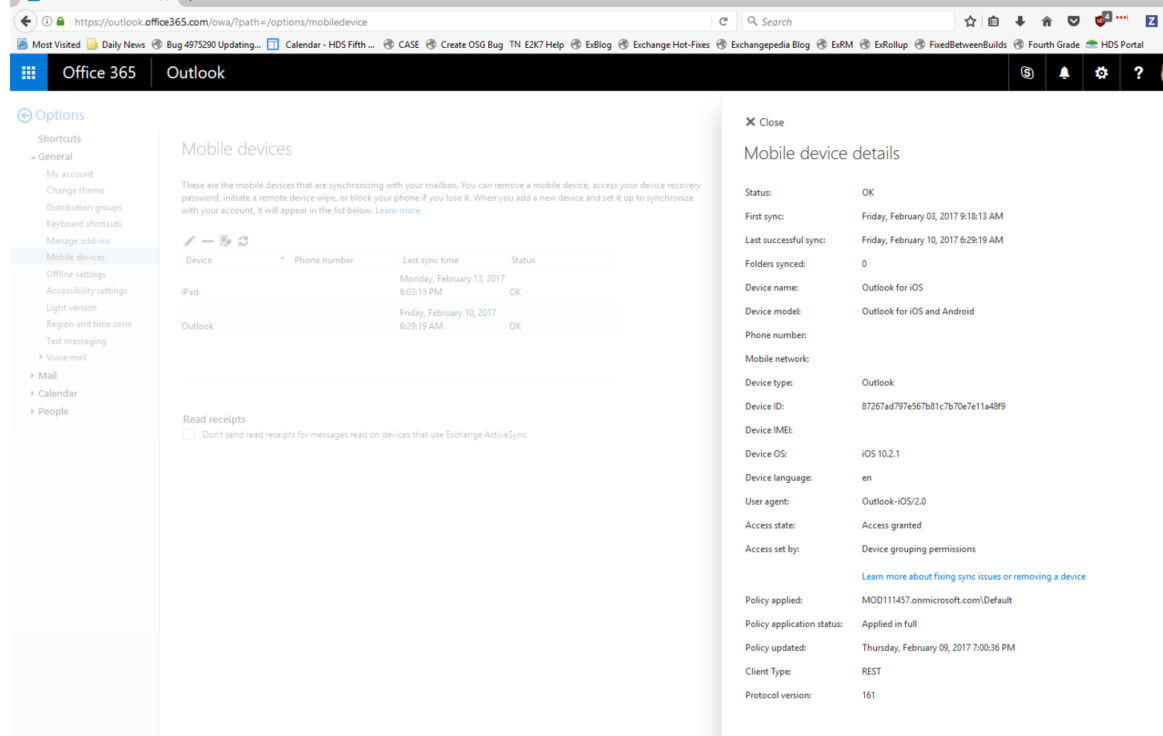 https://outlook.office365.com/owa/?path=/options/mobiledevice
Search
4
Most Visited Daily News Bug 4975290 Updating... Calendar - HDS Fifth ... CASE Create OSG Bug TN E2K7 Help ExBlog Exchange Hot-Fixes Exchangepedia Blog ExRM ExRollup FixedBetweenBuilds Fourth Grade HDS Portal
Office 365 Outlook
?
Options
Shortcuts
General
My account
Change theme
Distribution groups
Keyboard shortcuts
Manage add-ins
Mobile devices
Offline settings
Accessibility settings
Light version
Region and time zone
Text messaging
Voice mail
Mail
Calendar
People
Mobile devices
These are the mobile devices that are synchronizing with your mailbox. You can remove a mobile device, access your device recovery
password, initiate a remote device wipe, or block your phone if you lose it. When you add a new device and set it up to synchronize
with your account, it will appear in the list below. Learn more
Device Phone number Last sync time Status
Monday, February 13, 2017
iPad 6:03:15 PM OK
Friday, February 10, 2017
Outlook 6:29:19 AM OK
Read receipts
Don't send read receipts for messages read on devices that use Exchange ActiveSync
Close
Mobile device details
Status: OK
First sync: Friday, February 03, 2017 9:18:13 AM
Last successful sync: Friday, February 10, 2017 6:29:19 AM
Folders synced: 0
Device name: Outlook for iOS
Device model: Outlook for iOS and Android
Phone number:
Mobile network:
Device type: Outlook
Device ID: 87267ad797e567b81c7b70e7e11a48f9
Device IMEI:
Device OS: iOS 10.2.1
Device language: en
User agent: Outlook-iOS/2.0
Access state: Access granted
Access set by: Device grouping permissions
Learn more about fixing sync issues or removing a device
Policy applied: MOD111457.onmicrosoft.com\Default
Policy application status: Applied in full
Policy updated: Thursday, February 09, 2017 7:00:36 PM
Client Type: REST
Protocol version: 161